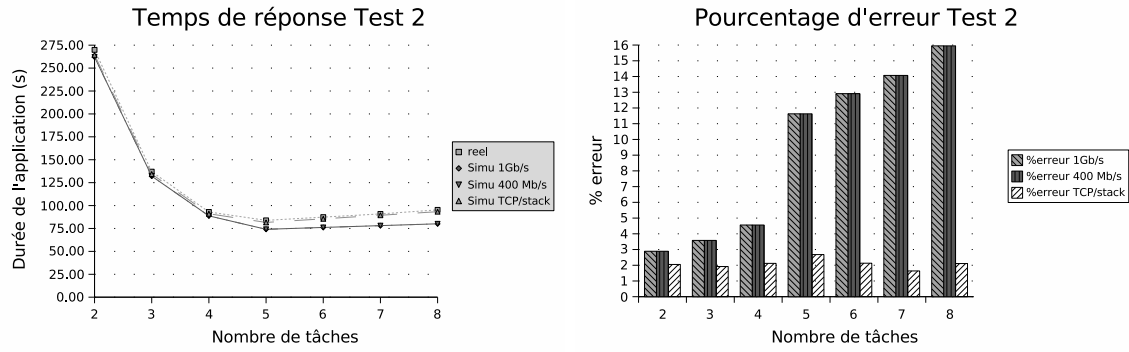 Temps de réponse Test 2
275.00
250.00
225.00
200.00
175.00
150.00
125.00
100.00
75.00
50.00
25.00
0.00
Durée de l'application (s)
2 3 4 5 6 7 8
Nombre de tâches
reel
Simu 1Gb/s
Simu 400 Mb/s
Simu TCP/stack
Pourcentage d'erreur Test 2
16
15
14
13
12
11
10
9
8
7
6
5
4
3
2
1
0
% erreur
2 3 4 5 6 7 8
Nombre de tâches
%erreur 1Gb/s
%erreur 400 Mb/s
%erreur TCP/stack